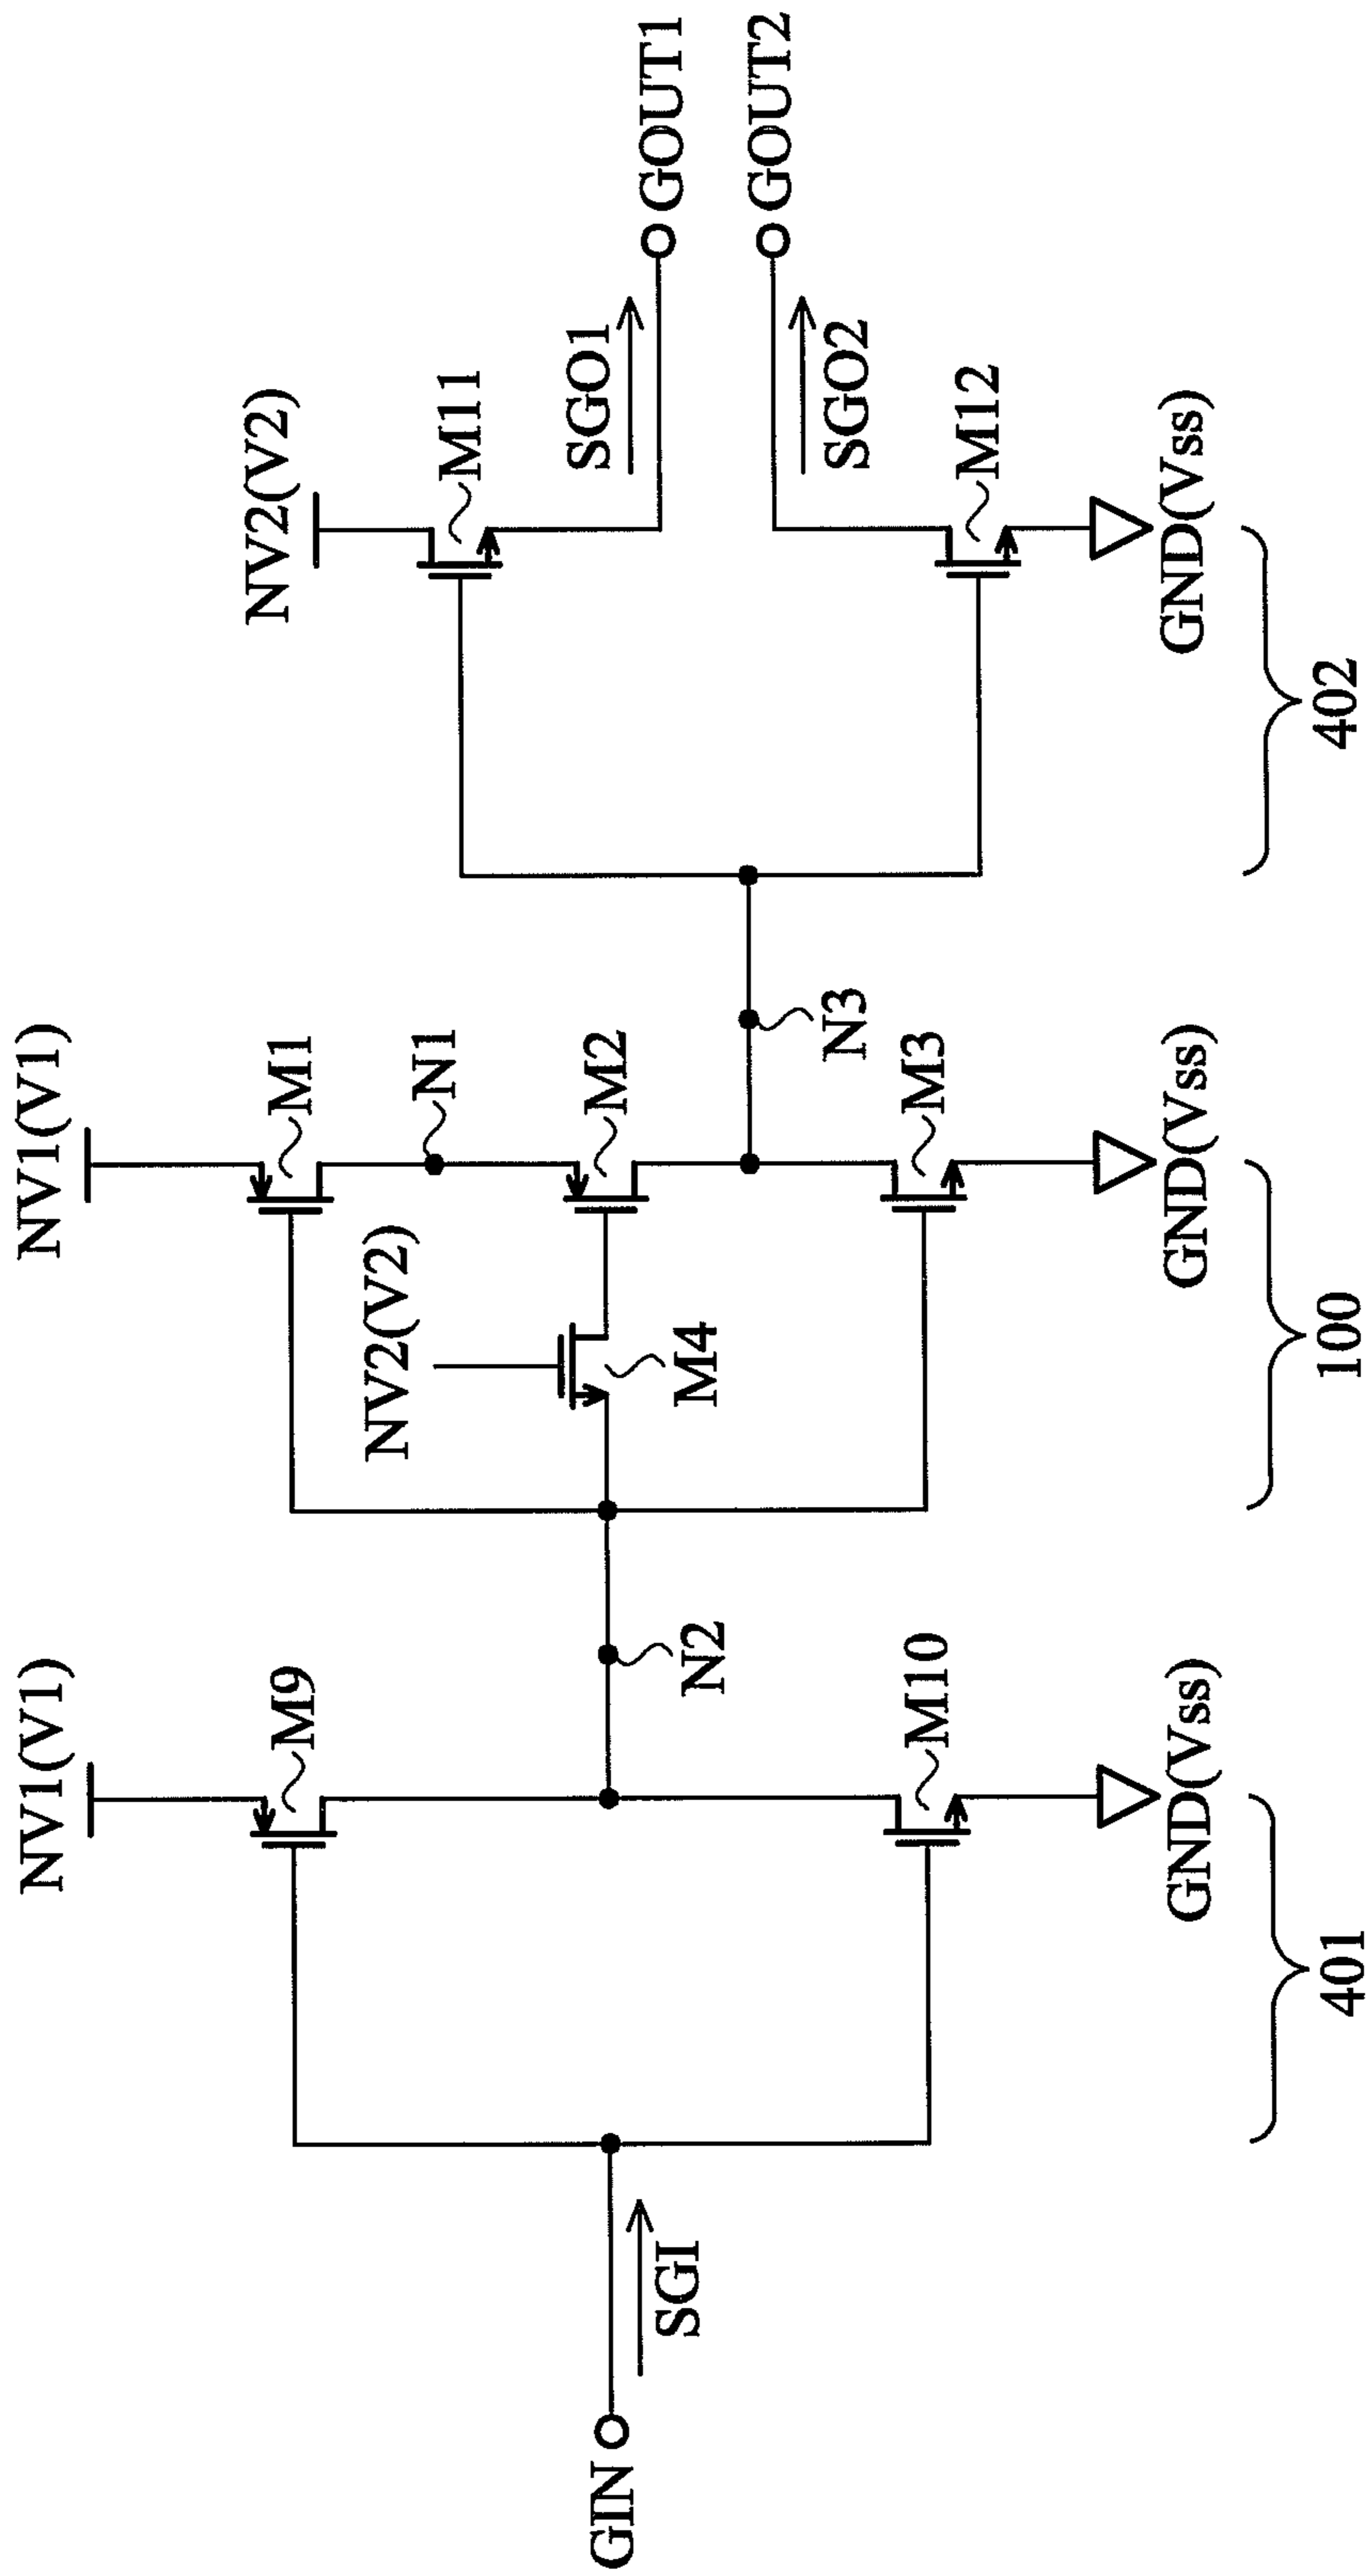 NV1(V1)
M9
GIN
SGI
N2
M10
GND(Vss)
401
NV1(V1)
M1
N1
NV2(V2)
M2
M4
N3
M3
GND(Vss)
100
NV2(V2)
M11
SGO1
GOUT1
GOUT2
SGO2
M12
GND(Vss)
402